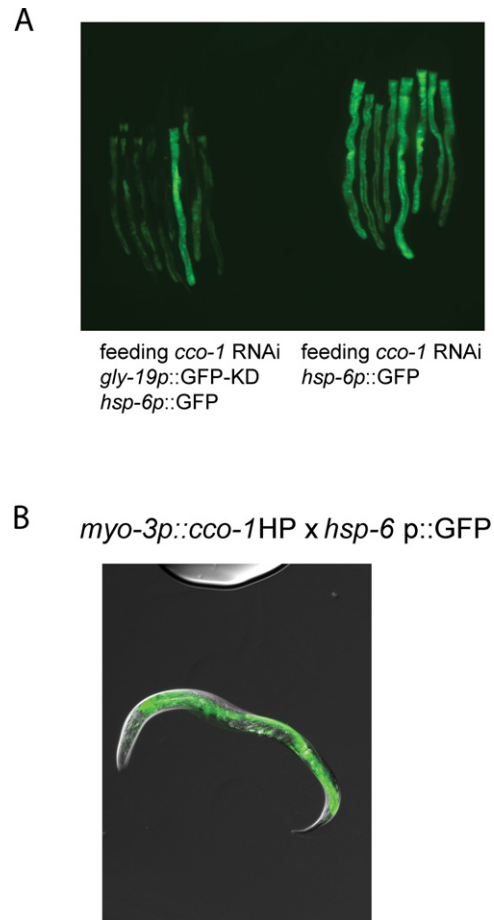 A
feeding cco-1 RNAi
gly-19p::GFP-KD
hsp-6p::GFP
feeding cco-1 RNAi
hsp-6p::GFP
B
myo-3p::cco-1HP x hsp-6 p::GFP